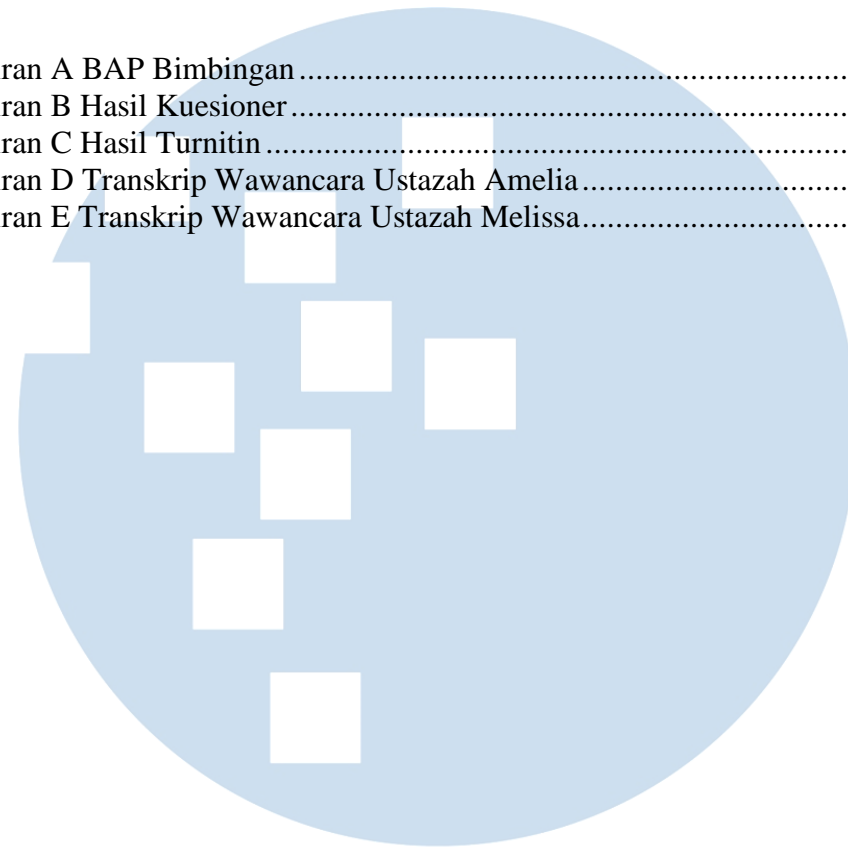 ran A BAP Bimbingan........................................................................
ran B Hasil Kuesioner.........................................................................
ran C Hasil Turnitin............................................................................
ran D Transkrip Wawancara Ustazah Amelia.....................................
ran E Transkrip Wawancara Ustazah Melissa.....................................